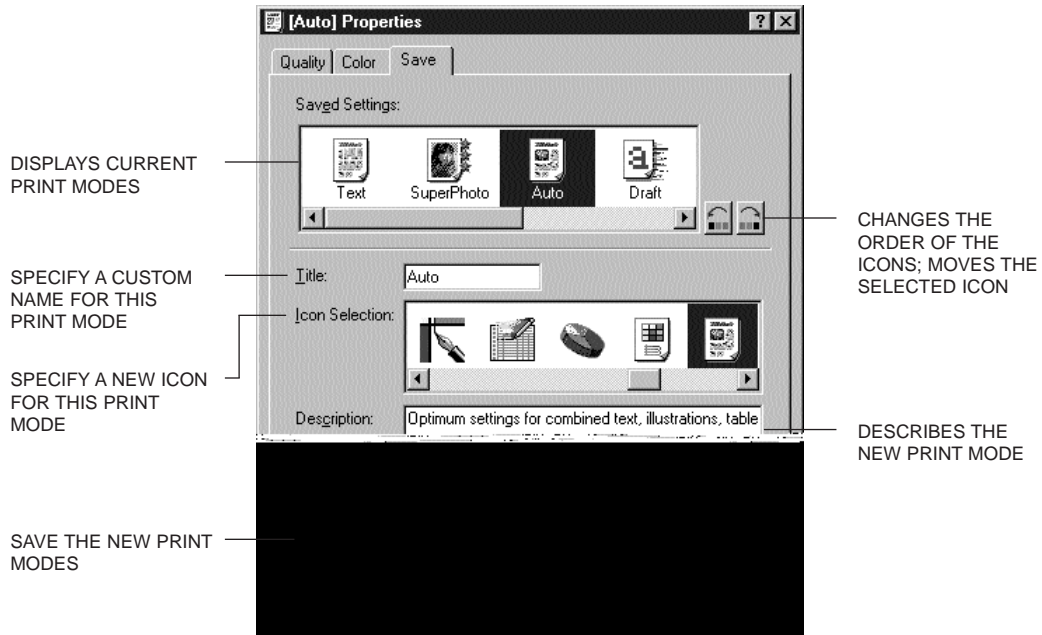 [Auto] Properties
Quality Color Save
Saved Settings:
DISPLAYS CURRENT
PRINT MODES
Text SuperPhoto Auto Draft
CHANGES THE
ORDER OF THE
ICONS; MOVES THE
SELECTED ICON
SPECIFY A CUSTOM
NAME FOR THIS
PRINT MODE
Title: Auto
Icon Selection:
SPECIFY A NEW ICON
FOR THIS PRINT
MODE
Description: Optimum settings for combined text, illustrations, table
DESCRIBES THE
NEW PRINT MODE
SAVE THE NEW PRINT
MODES